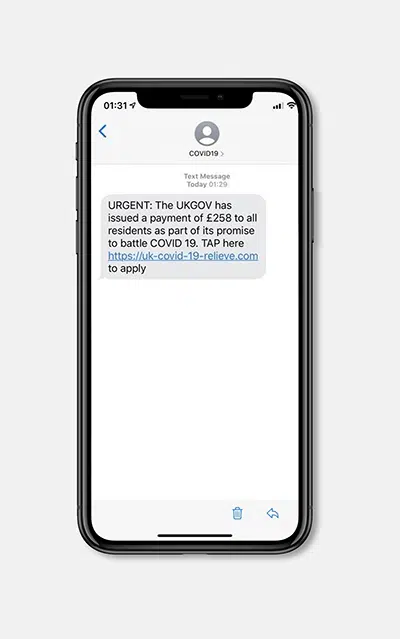 01:31
COVID19
Text Message
Today 01:29
URGENT: The UKGOV has
issued a payment of £258 to all
residents as part of its promise
to battle COVID 19. TAP here
https://uk-covid-19-relieve.com
to apply